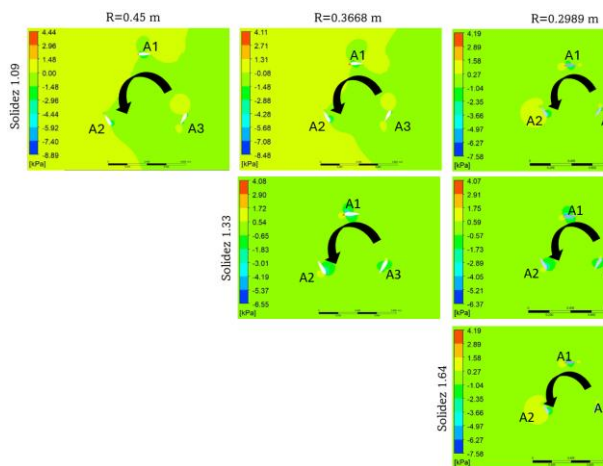 R=0.45 m
R=0.3668 m
R=0.2989 m
Solidez 1.09
4.44
2.96
1.48
0.00
-1.48
-2.96
-4.44
-5.92
-7.40
-8.89
[kPa]
A1
A2
A3
4.11
2.71
1.31
-0.08
-1.48
-2.88
-4.28
-5.68
-7.08
-8.48
[kPa]
A1
A2
A3
4.19
2.89
1.58
0.27
-1.04
-2.35
-3.66
-4.97
-6.27
-7.58
[kPa]
A1
A2
Solidez 1.33
4.08
2.90
1.72
0.54
-0.65
-1.83
-3.01
-4.19
-5.37
-6.55
[kPa]
A1
A2
A3
4.07
2.91
1.75
0.59
-0.57
-1.73
-2.89
-4.05
-5.21
-6.37
[kPa]
A1
A2
Solidez 1.64
4.19
2.89
1.58
0.27
-1.04
-2.35
-3.66
-4.97
-6.27
-7.58
[kPa]
A1
A2
A